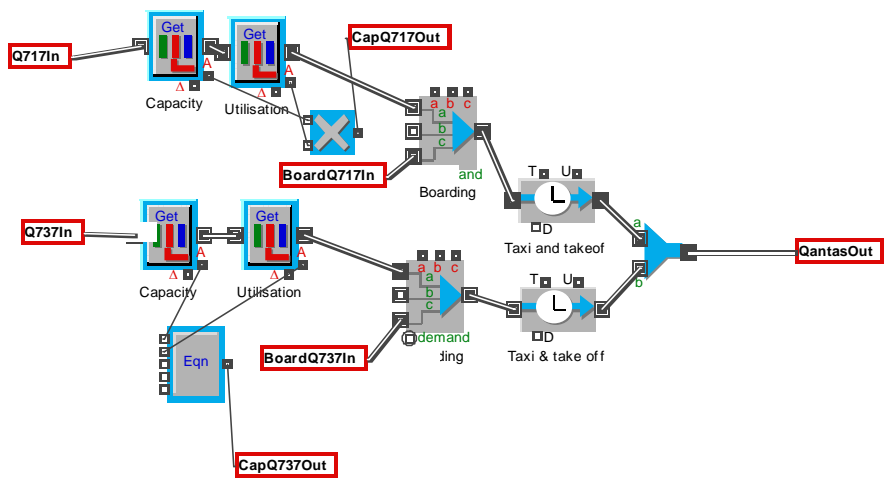 Q717In
Get
A
Δ
Capacity
Get
A
Δ
Utilisation
CapQ717Out
BoardQ717In
a b c
a
b
c
and
Boarding
T U
D
Taxi and takeof
Q737In
Get
A
Δ
Capacity
Get
A
Δ
Utilisation
a b c
a
b
c
demand
ding
BoardQ737In
T U
D
Taxi & take off
a
b
QantasOut
Eqn
CapQ737Out